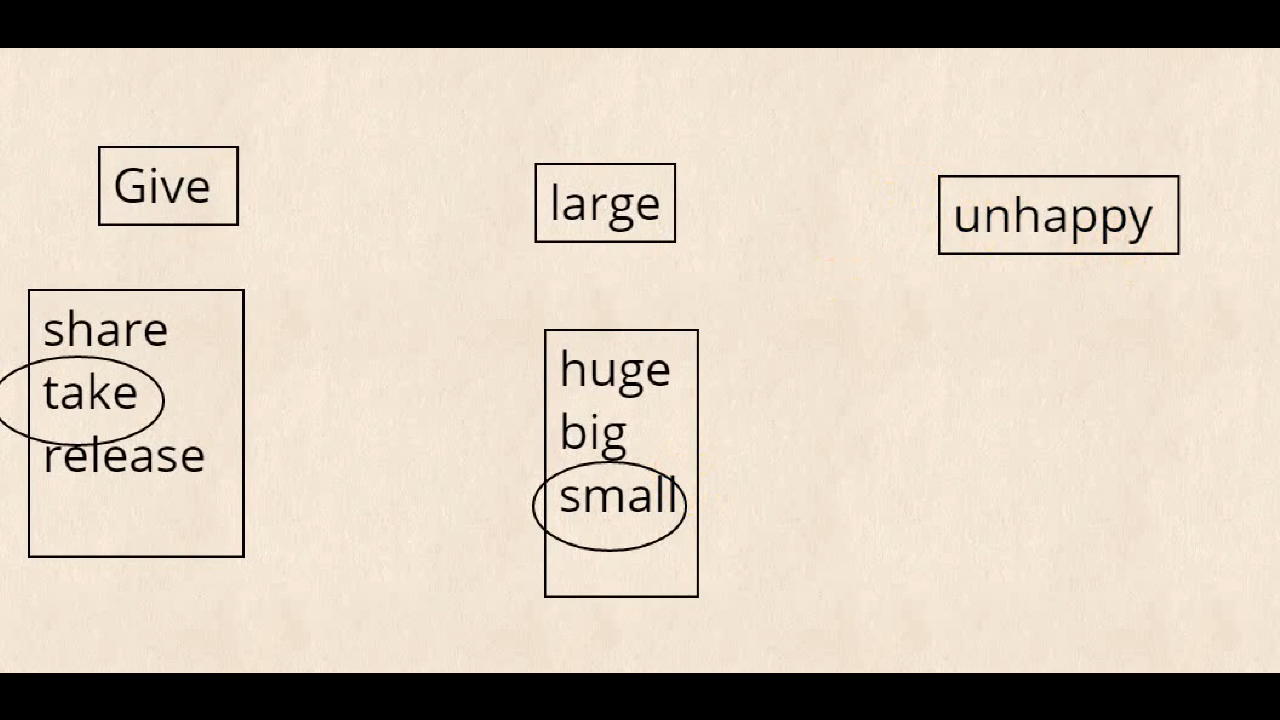 Give
large
unhappy
share
take
release
huge
big
small